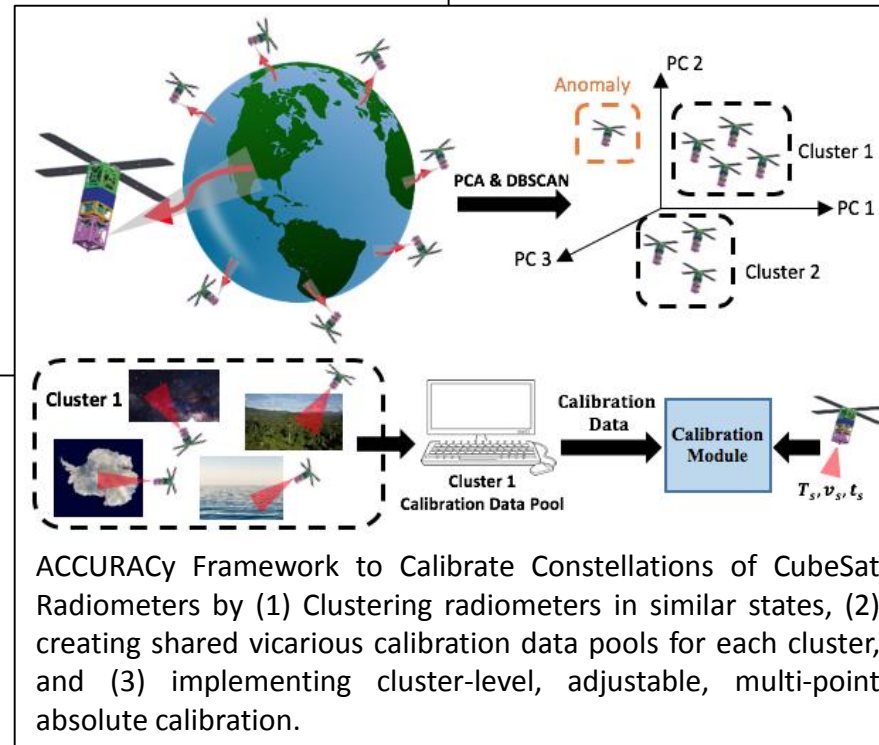 PC 2
Anomaly
Cluster 1
PCA & DBSCAN
PC 1
PC 3
Cluster 2
Cluster 1
Calibration
Data
Calibration
Module
Cluster 1
Calibration Data Pool
T_s, v_s, t_s
ACCURACy Framework to Calibrate Constellations of CubeSat
Radiometers by (1) Clustering radiometers in similar states, (2)
creating shared vicarious calibration data pools for each cluster,
and (3) implementing cluster-level, adjustable, multi-point
absolute calibration.